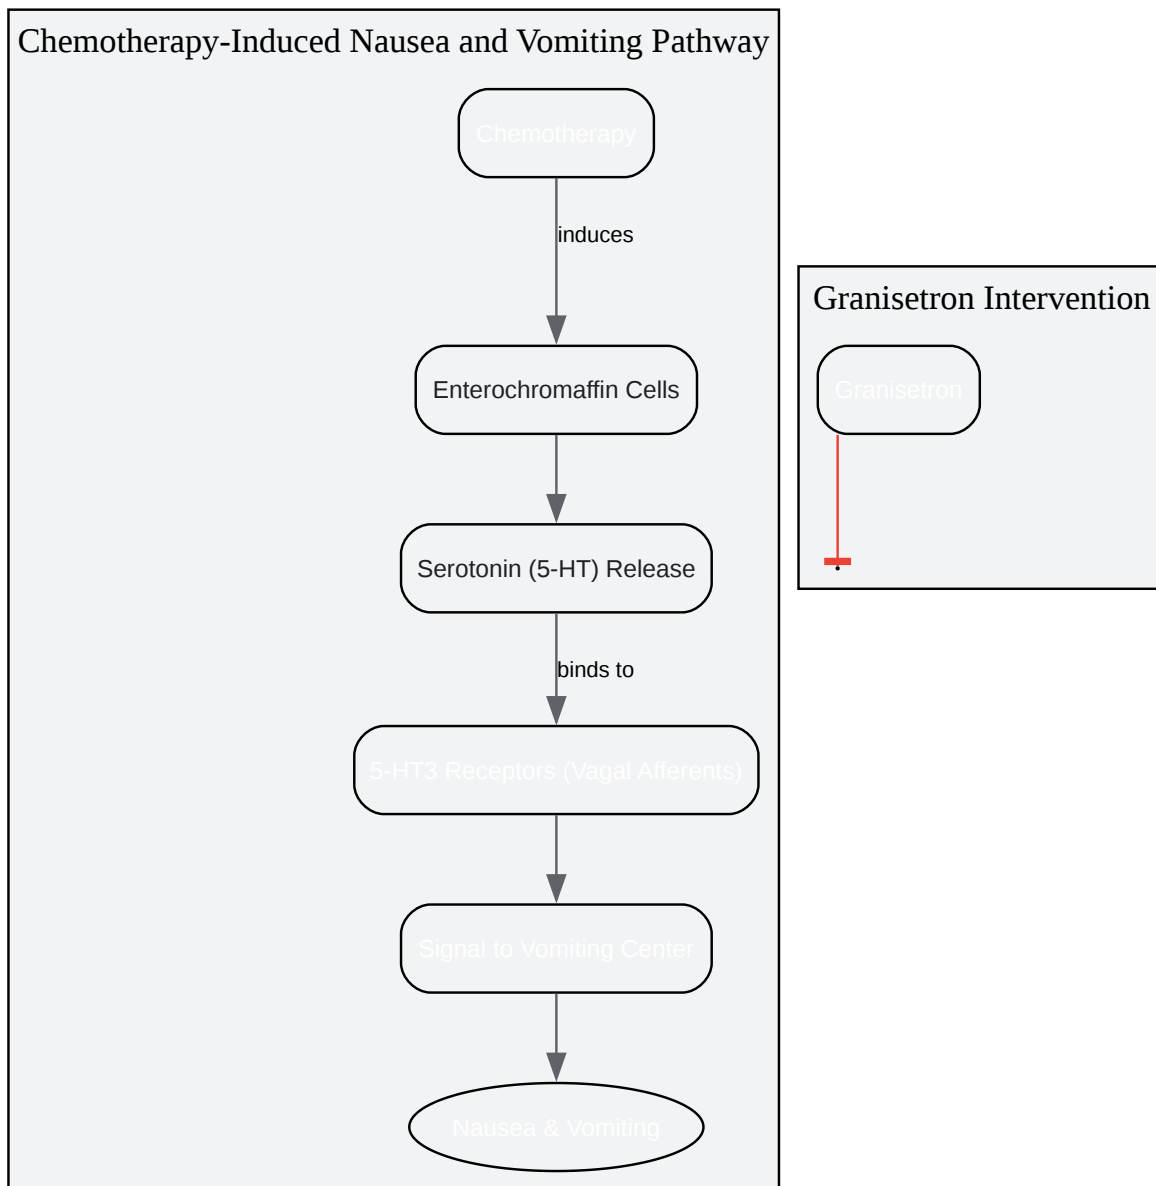 Chemotherapy-Induced Nausea and Vomiting Pathway
Chemotherapy
induces
Enterochromaffin Cells
Serotonin (5-HT) Release
binds to
5-HT3 Receptors (Vagal Afferents)
Signal to Vomiting Center
Nausea & Vomiting
Granisetron Intervention
Granisetron